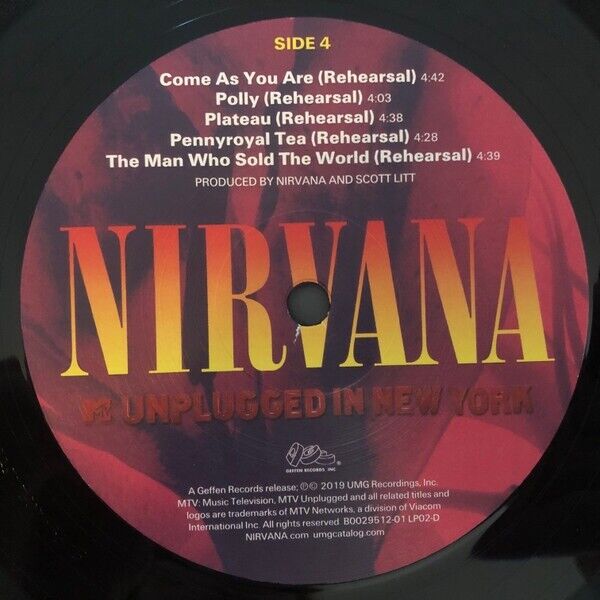 SIDE 4
Come As You Are (Rehearsal) 4:42
Polly (Rehearsal) 4:03
Plateau (Rehearsal) 4:38
Pennyroyal Tea (Rehearsal) 4:28
The Man Who Sold The World (Rehearsal) 4:39
PRODUCED BY NIRVANA AND SCOTT LITT
NIRVANA
MTV UNPLUGGED IN NEW YORK
GEFFEN RECORDS INC
®
A Geffen Records release; ℗© 2019 UMG Recordings, Inc.
MTV: Music Television, MTV Unplugged and all related titles and
logos are trademarks of MTV Networks, a division of Viacom
International Inc. All rights reserved B0029512-01 LP02-D
NIRVANA.com umgcatalog.com